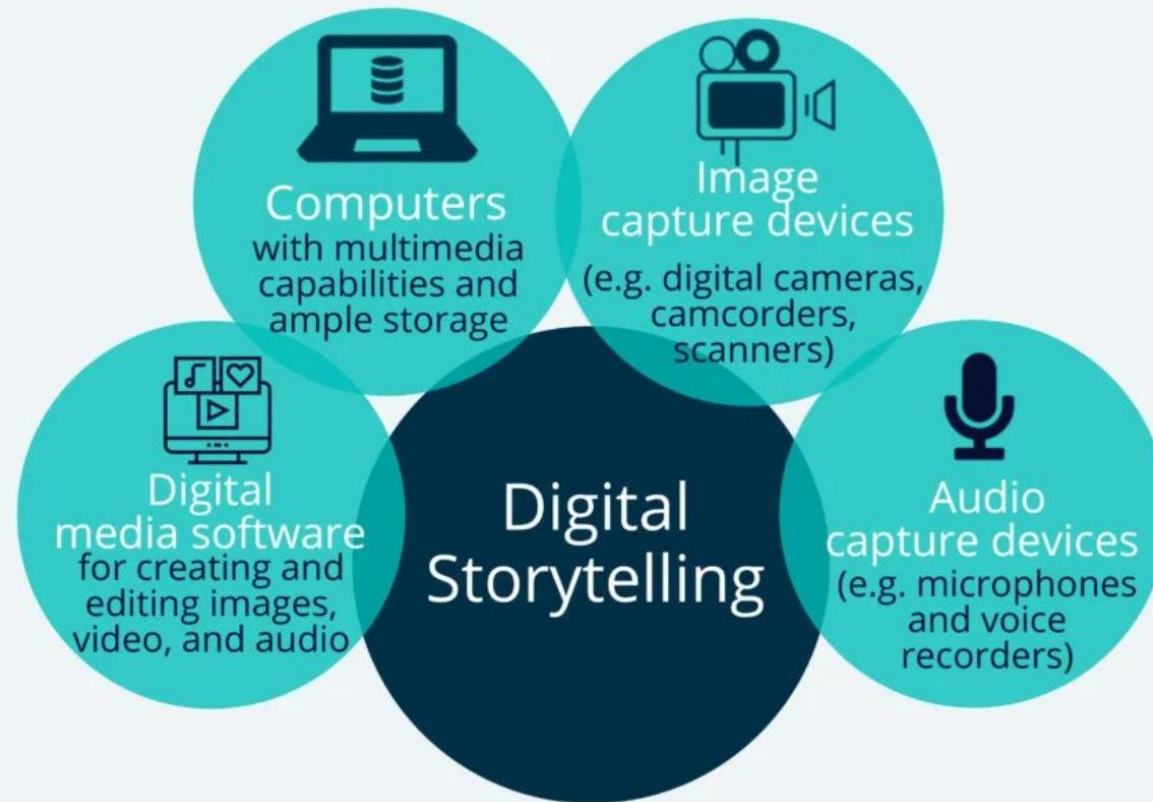 Computers
with multimedia
capabilities and
ample storage
Image
capture devices
(e.g. digital cameras,
camcorders,
scanners)
Digital
media software
for creating and
editing images,
video, and audio
Digital
Storytelling
Audio
capture devices
(e.g. microphones
and voice
recorders)